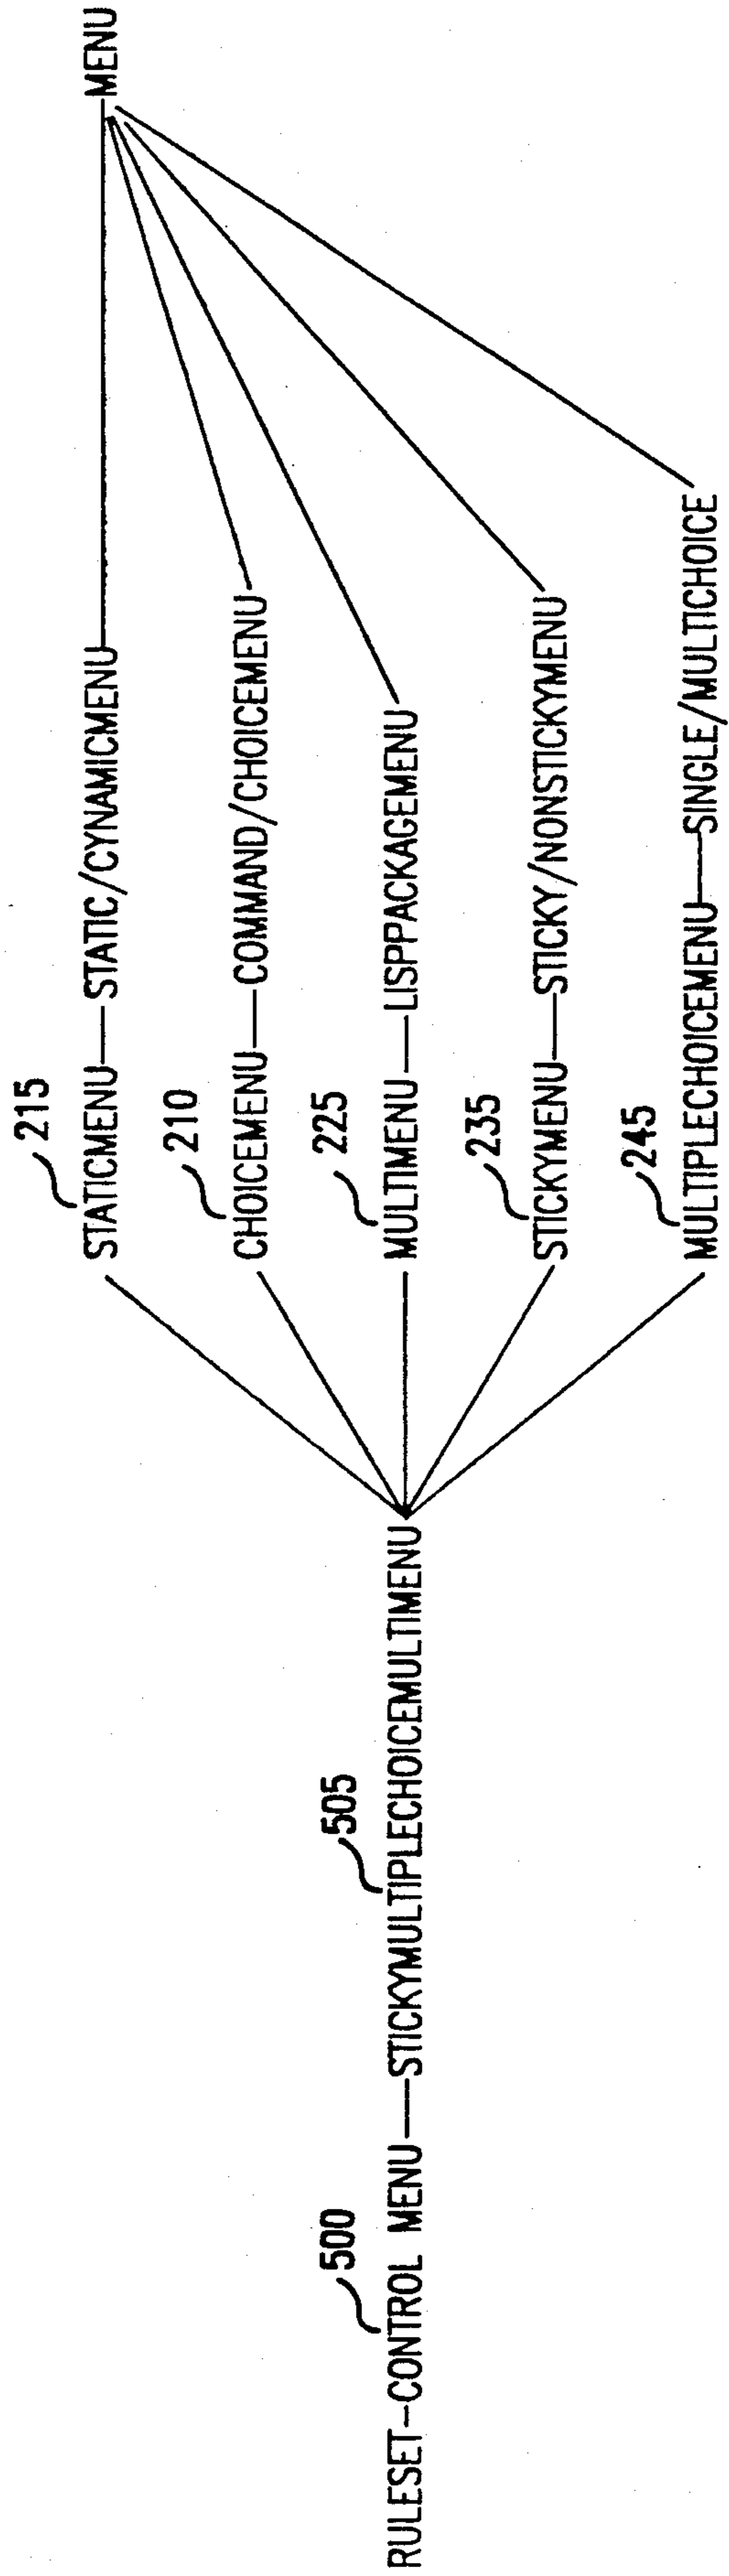 MENU
215
STATICMENU—STATIC/CYNAMICMENU
210
CHOICEMENU—COMMAND/CHOICEMENU
225
MULTIMENU—LISPPACKAGEMENU
235
STICKYMENU—STICKY/NONSTICKYMENU
245
MULTIPLECHOICEMENU—SINGLE/MULTICHOICE
500
505
RULESET-CONTROL MENU—STICKYMULTIPLECHOICEMULTIMENU